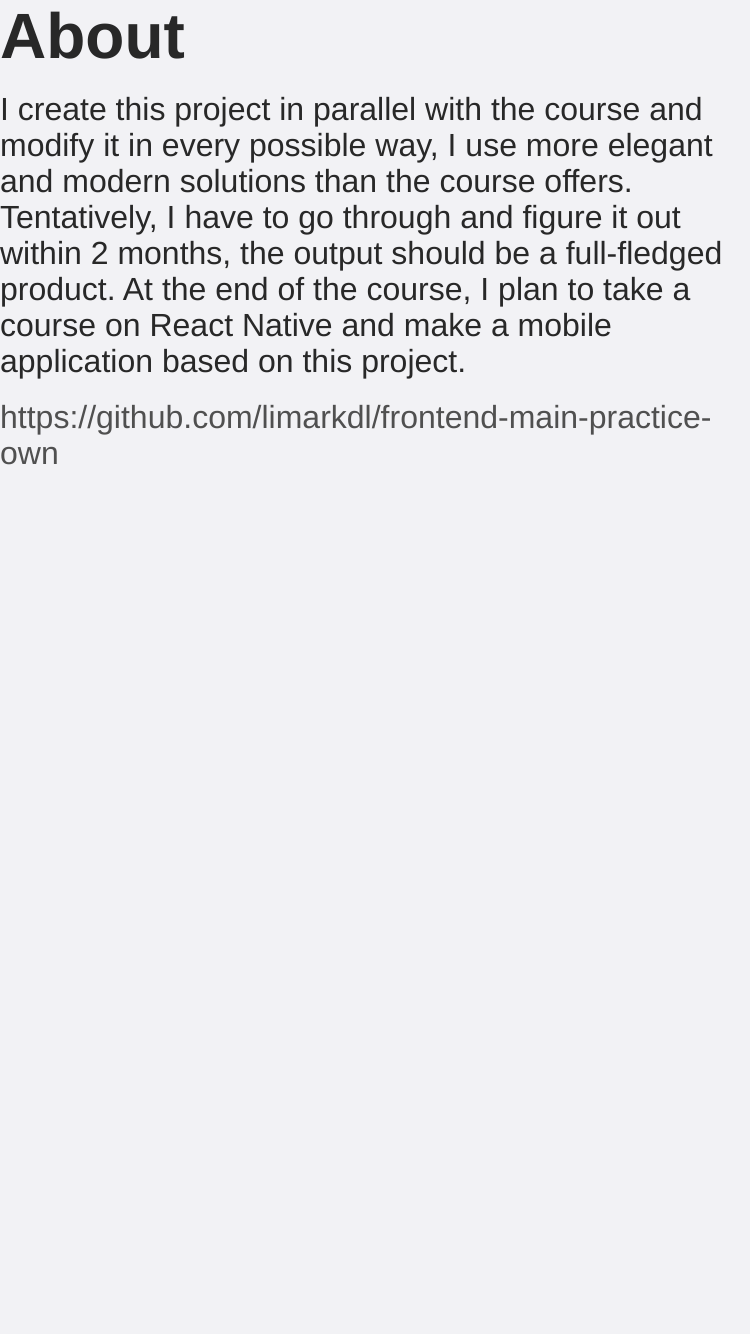 About
I create this project in parallel with the course and
modify it in every possible way, I use more elegant
and modern solutions than the course offers.
Tentatively, I have to go through and figure it out
within 2 months, the output should be a full-fledged
product. At the end of the course, I plan to take a
course on React Native and make a mobile
application based on this project.
https://github.com/limarkdl/frontend-main-practice-
own